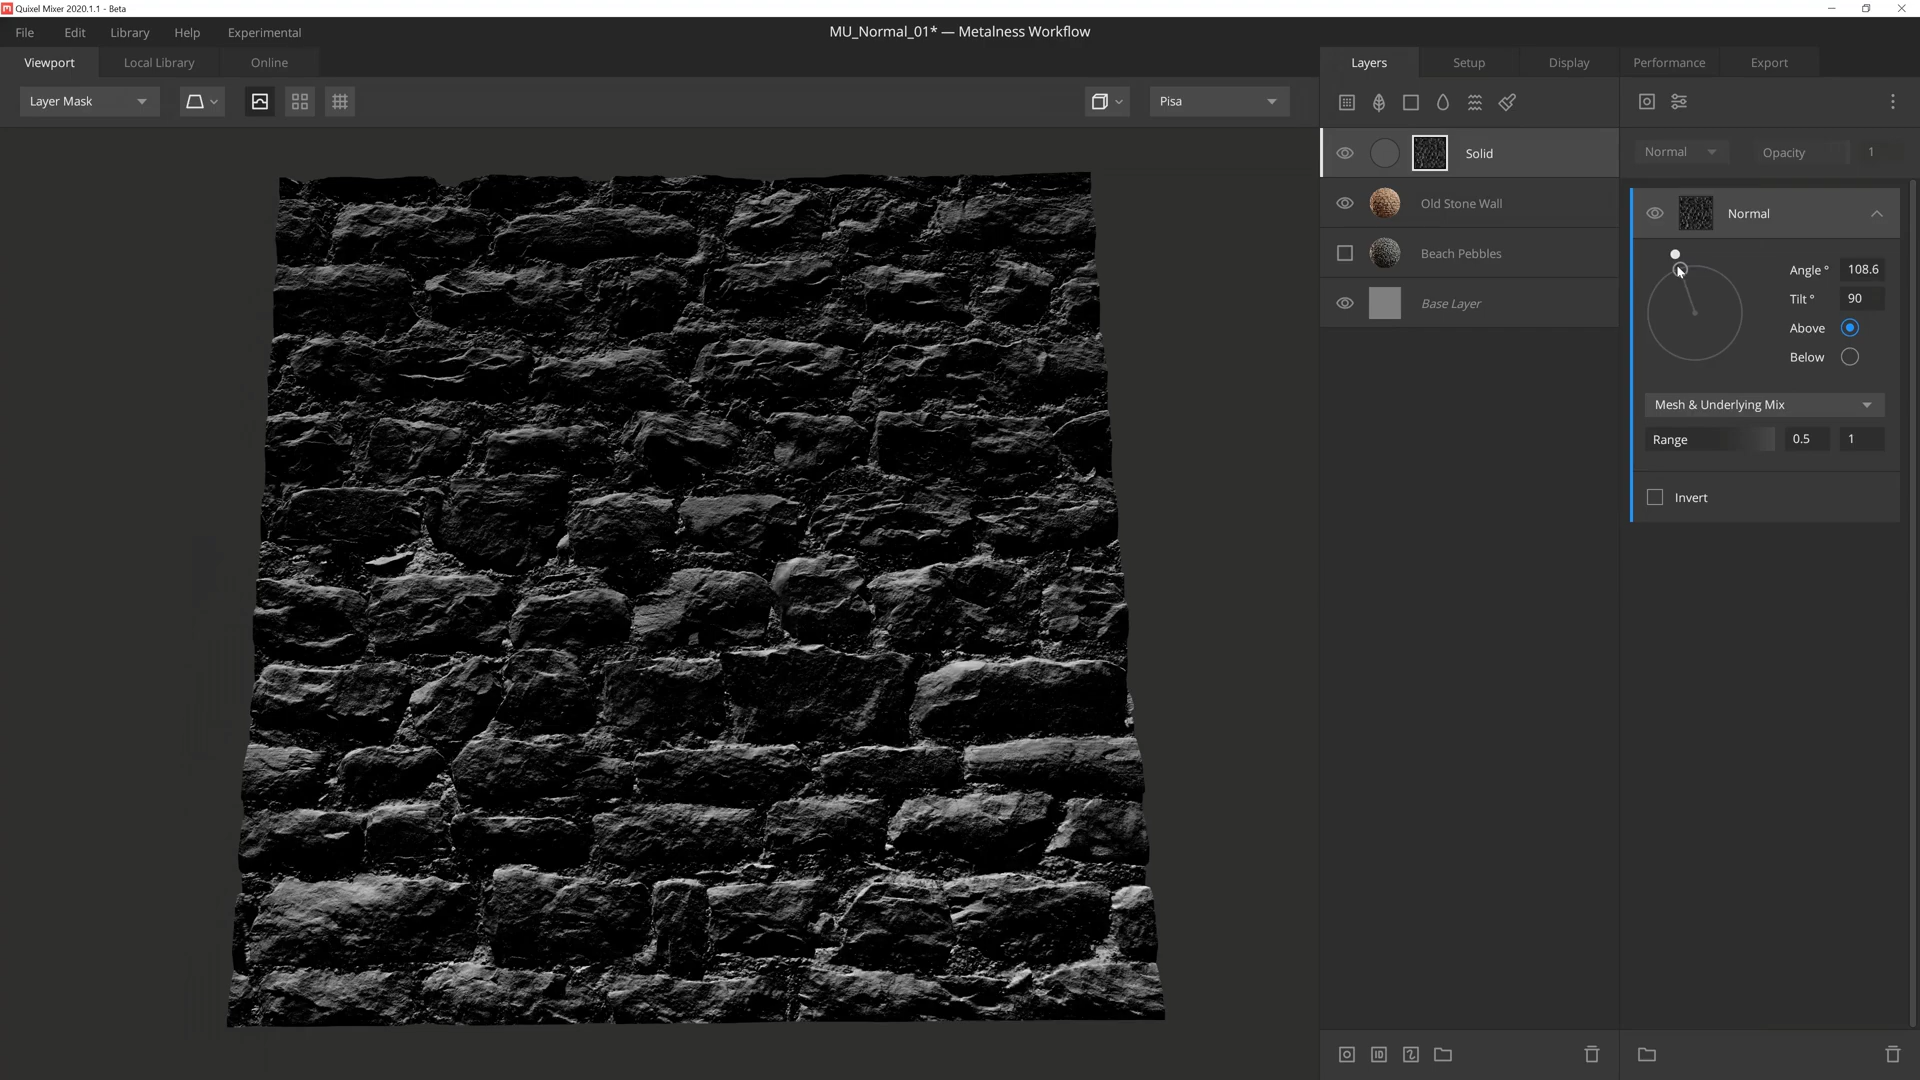 Quixel Mixer 2020.1.1 - Beta
File Edit Library Help Experimental
MU_Normal_01* — Metalness Workflow
Viewport Local Library Online
Layers Setup Display Performance Export
Layer Mask
Pisa
Solid
Old Stone Wall
Beach Pebbles
Base Layer
Normal Opacity 1
Normal
Angle ° 108.6
Tilt ° 90
Above
Below
Mesh & Underlying Mix
Range 0.5 1
Invert
ID